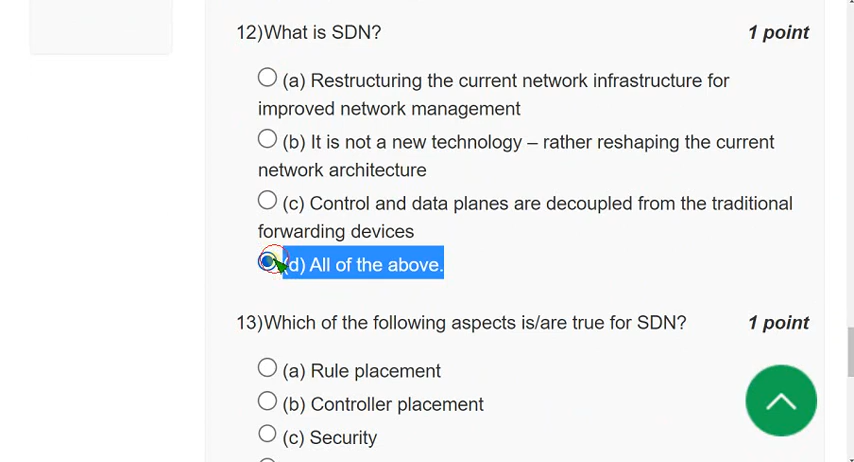 12)What is SDN?
1 point
(a) Restructuring the current network infrastructure for
improved network management
(b) It is not a new technology – rather reshaping the current
network architecture
(c) Control and data planes are decoupled from the traditional
forwarding devices
(d) All of the above.
13)Which of the following aspects is/are true for SDN?
1 point
(a) Rule placement
(b) Controller placement
(c) Security